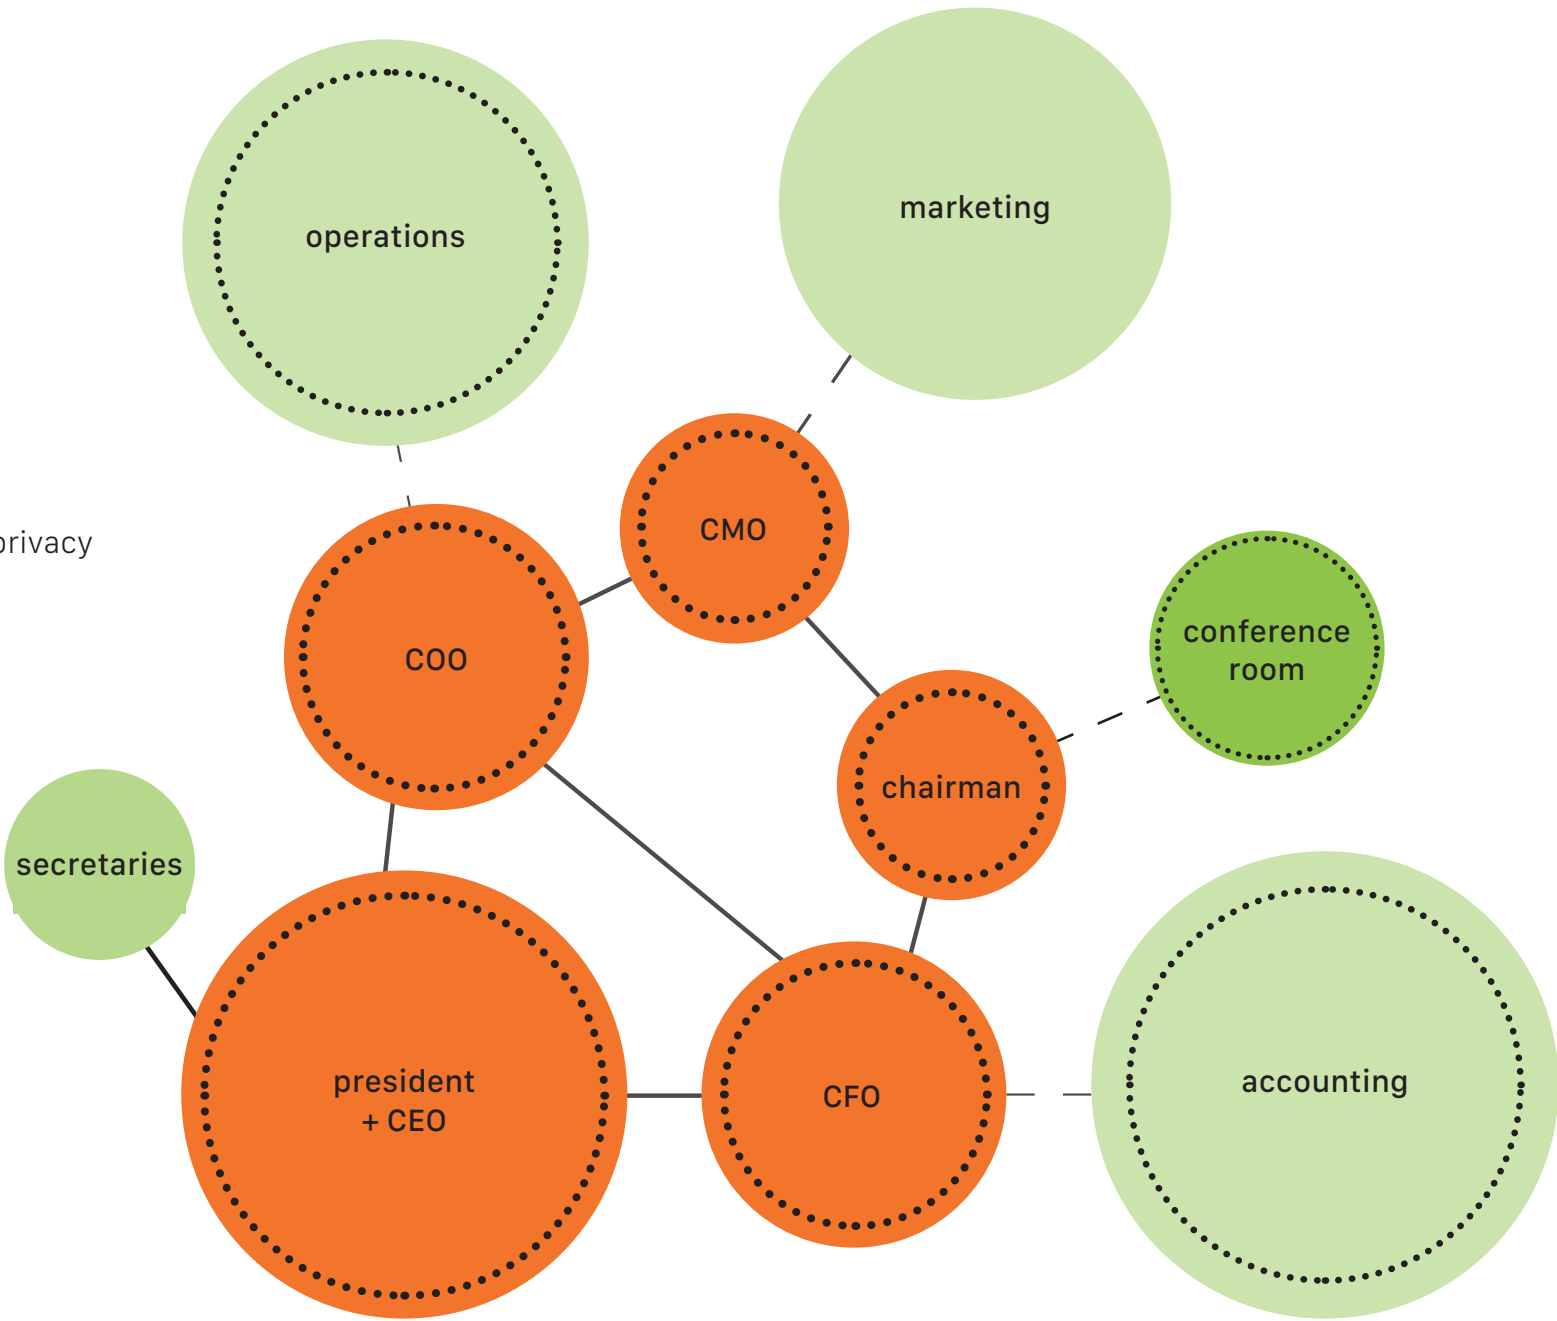 operations
marketing
CMO
privacy
conference
room
COO
chairman
secretaries
president
+ CEO
CFO
accounting